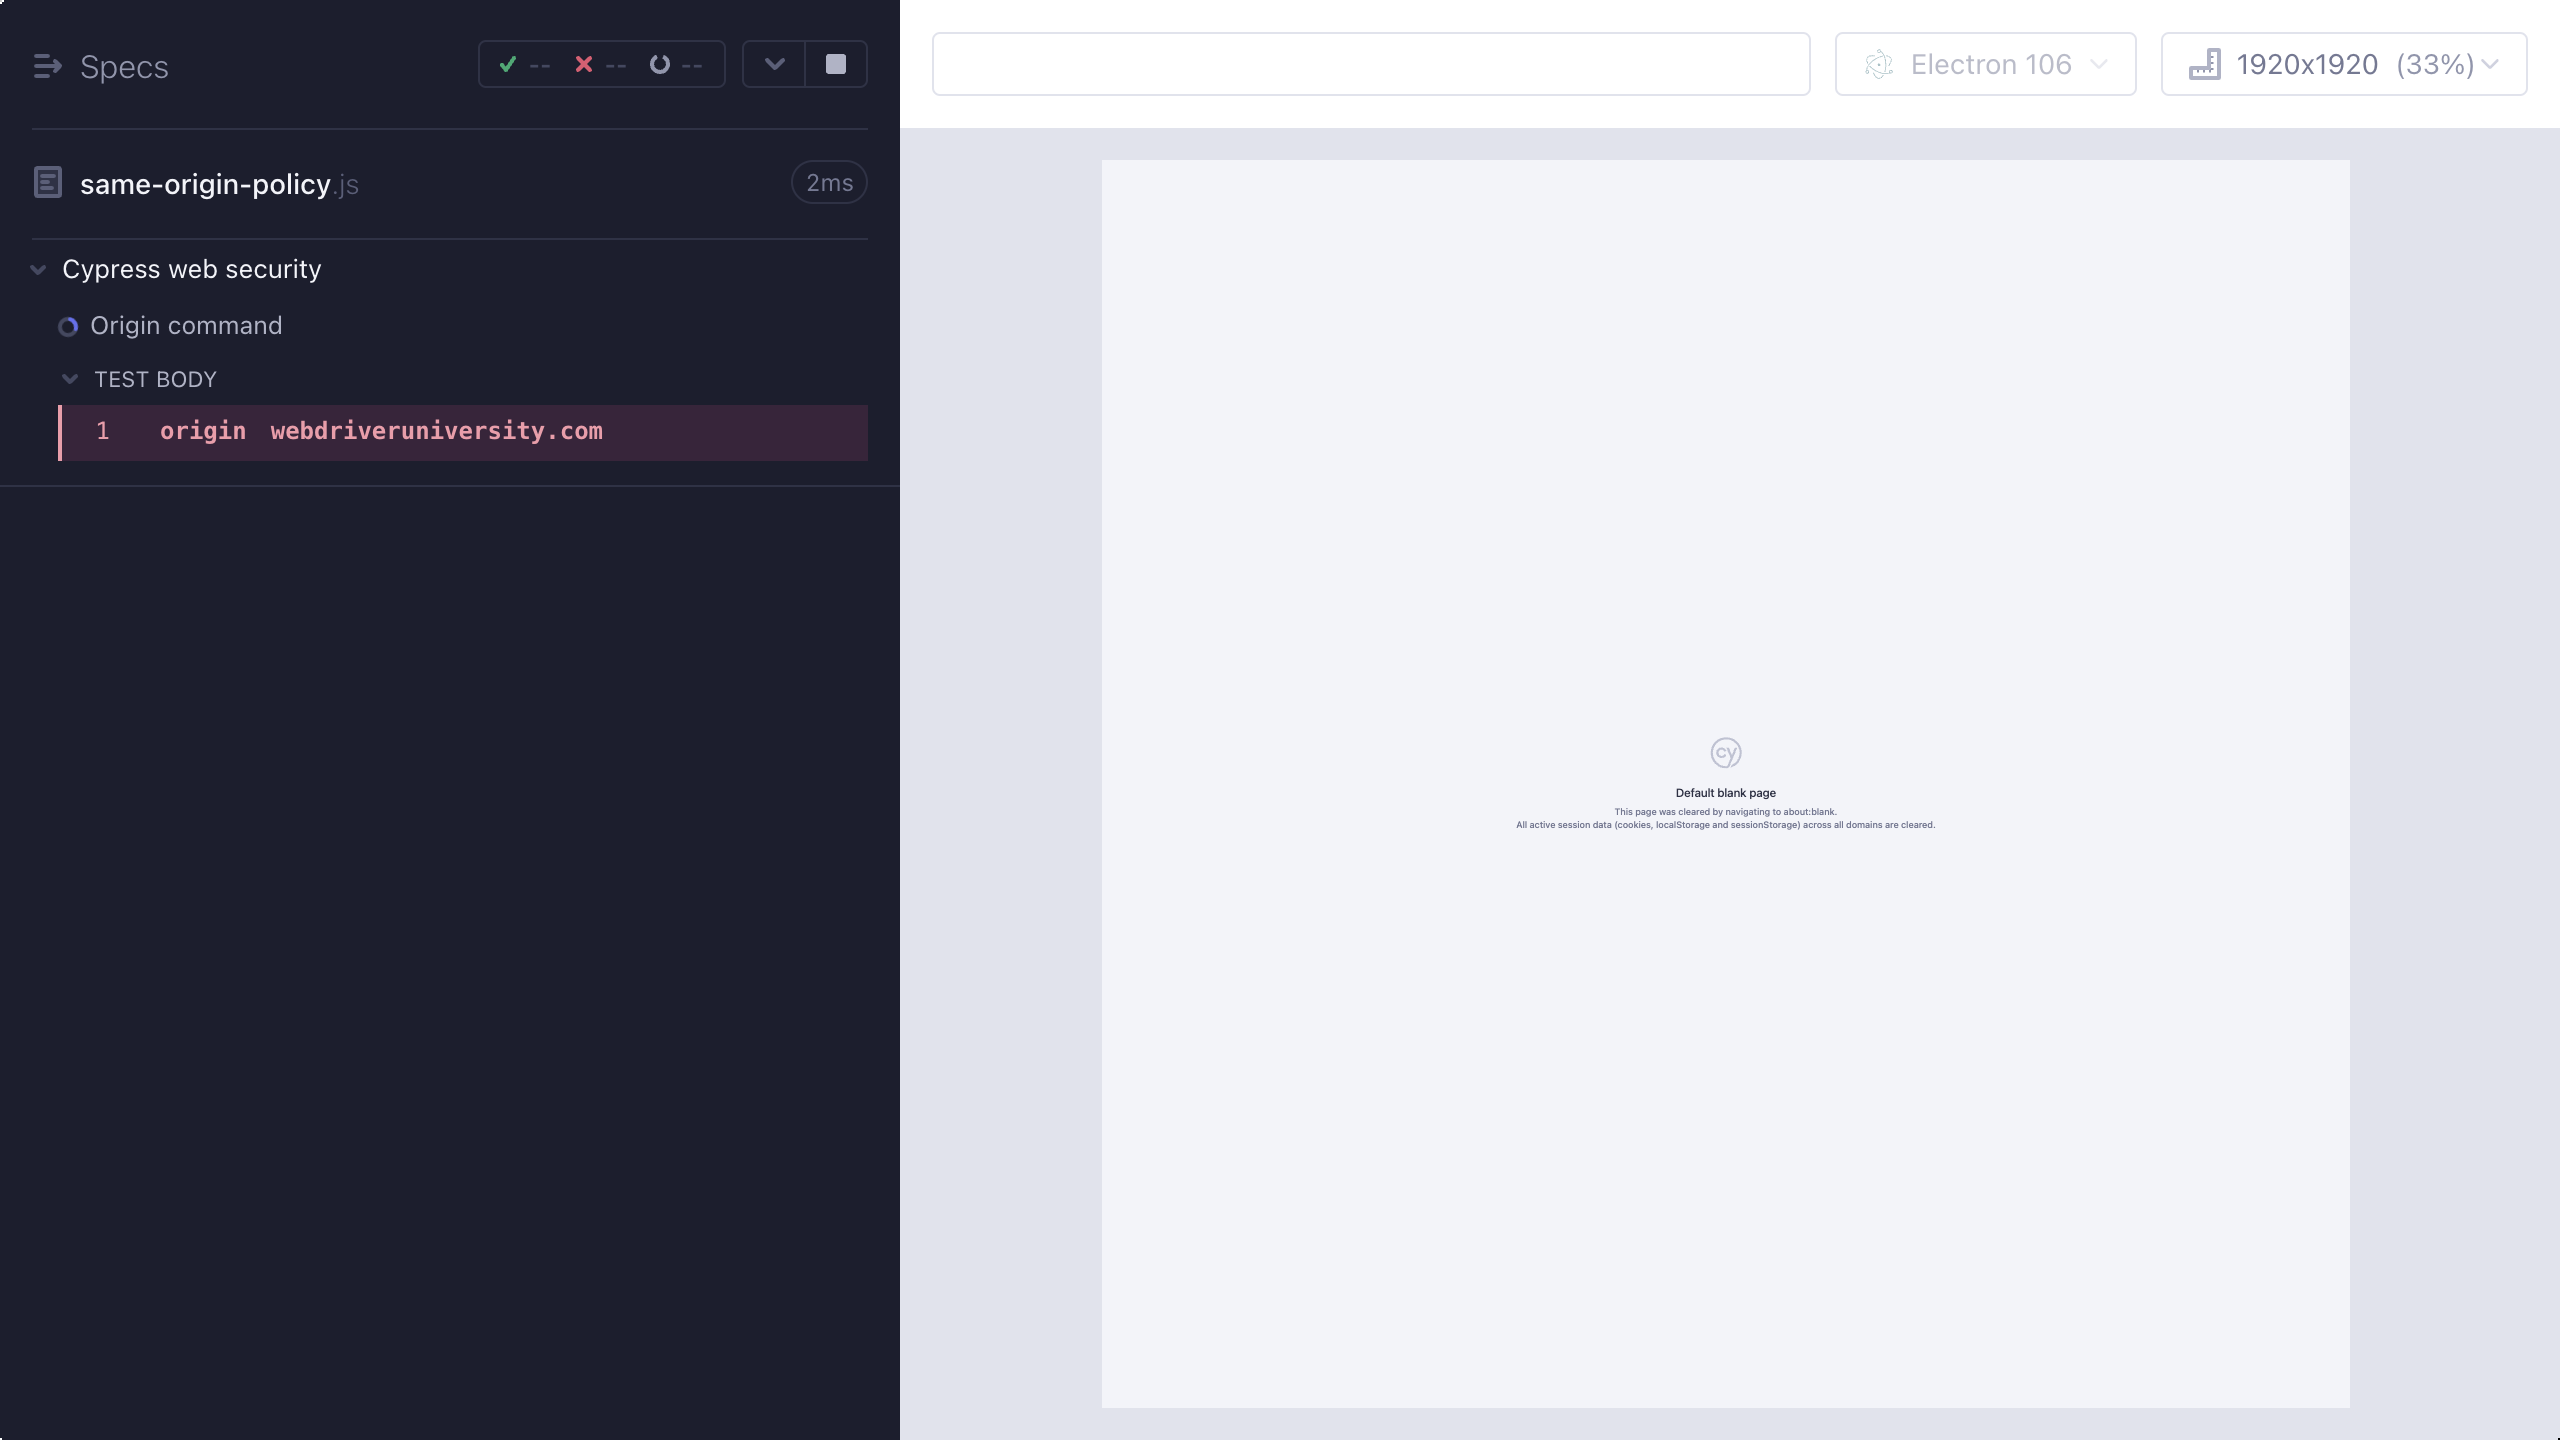 Specs
--
--
--
same-origin-policy.js
2ms
Cypress web security
Origin command
TEST BODY
1 origin webdriveruniversity.com
Electron 106
1920x1920 (33%)
cy
Default blank page
This page was cleared by navigating to about:blank.
All active session data (cookies, localStorage and sessionStorage) across all domains are cleared.